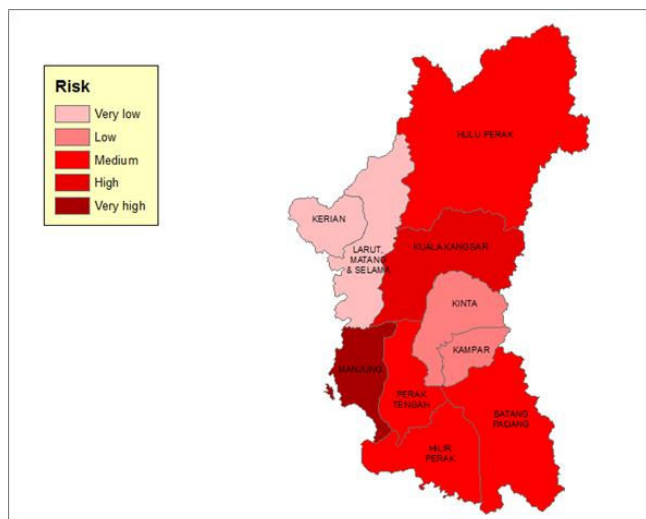 Risk
Very low
Low
Medium
High
Very high
HULU PERAK
KERIAN
LARUT,
MATANG
& SELAMA
KUALA KANGSAR
KINTA
KAMPAR
MANJUNG
PERAK
TENGAH
BATANG
PADANG
HILIR
PERAK